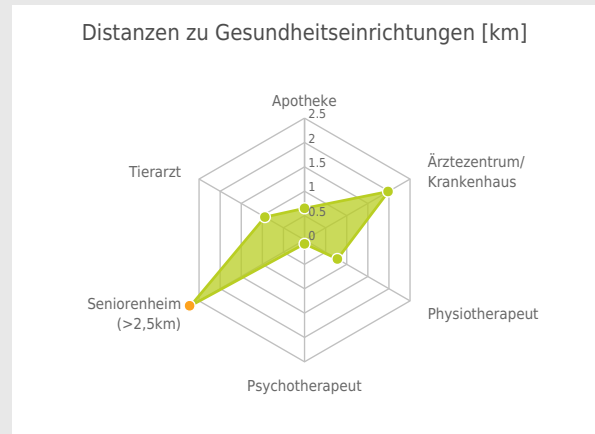 Distanzen zu Gesundheitseinrichtungen [km]
Apotheke
2.5
2
1.5
1
0.5
0
Ärztezentrum/
Krankenhaus
Physiotherapeut
Psychotherapeut
Seniorenheim
(>2,5km)
Tierarzt